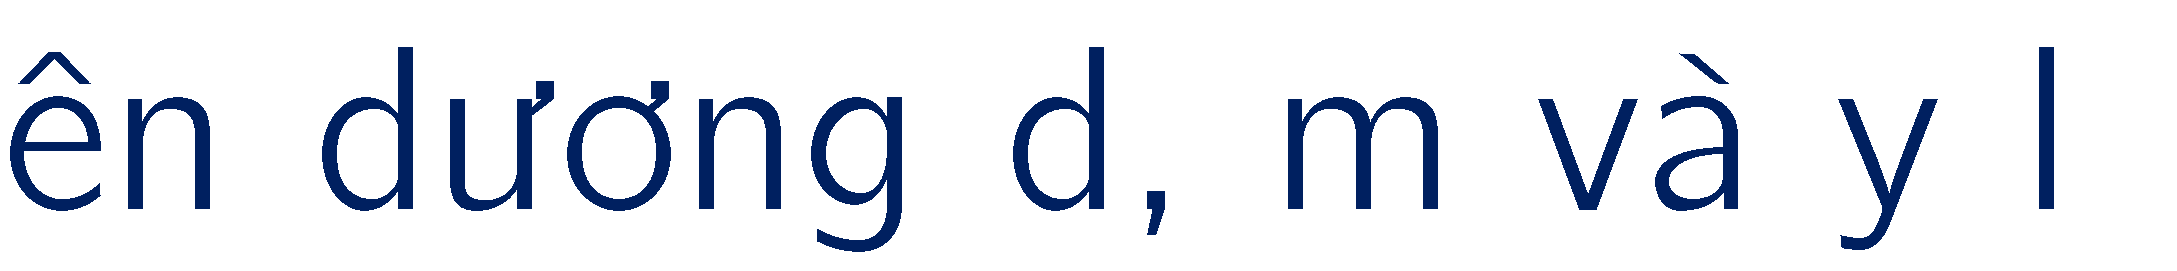 ên dương d, m và y l